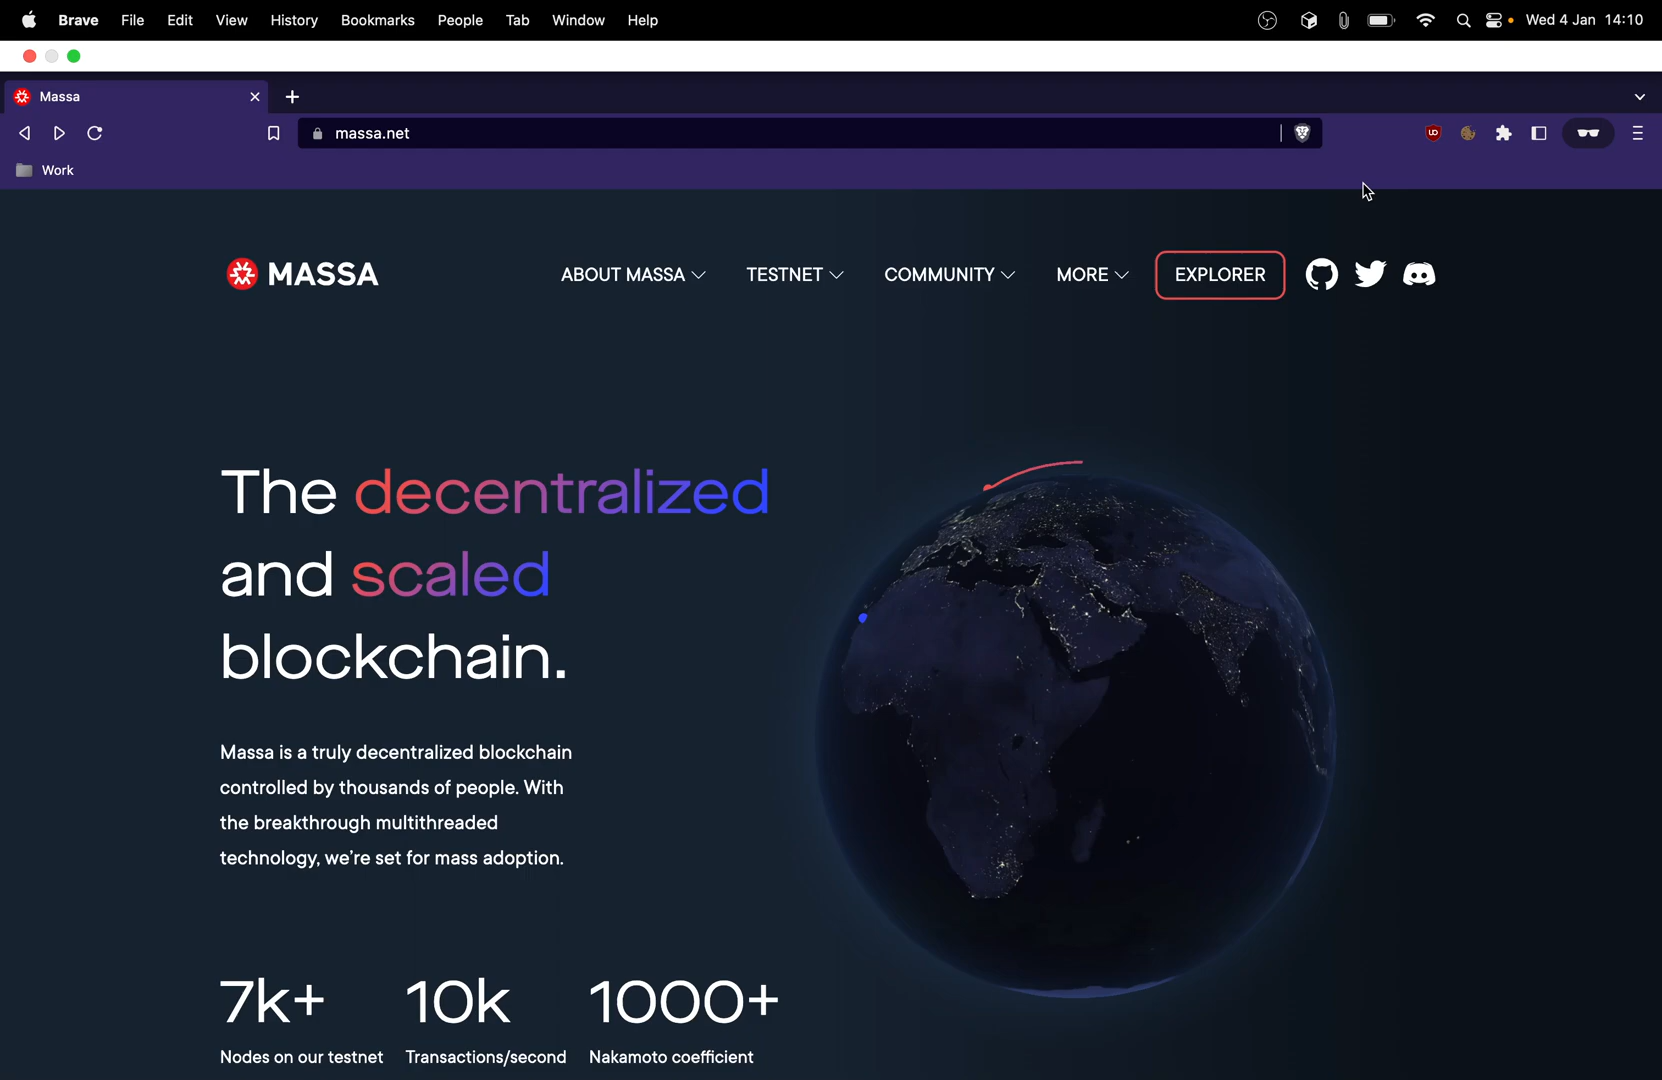 Brave File Edit View History Bookmarks People Tab Window Help Wed 4 Jan 14:10
Massa
massa.net
Work
MASSA ABOUT MASSA TESTNET COMMUNITY MORE EXPLORER
The decentralized
and scaled
blockchain.
Massa is a truly decentralized blockchain
controlled by thousands of people. With
the breakthrough multithreaded
technology, we’re set for mass adoption.
7k+ 10k 1000+
Nodes on our testnet Transactions/second Nakamoto coefficient